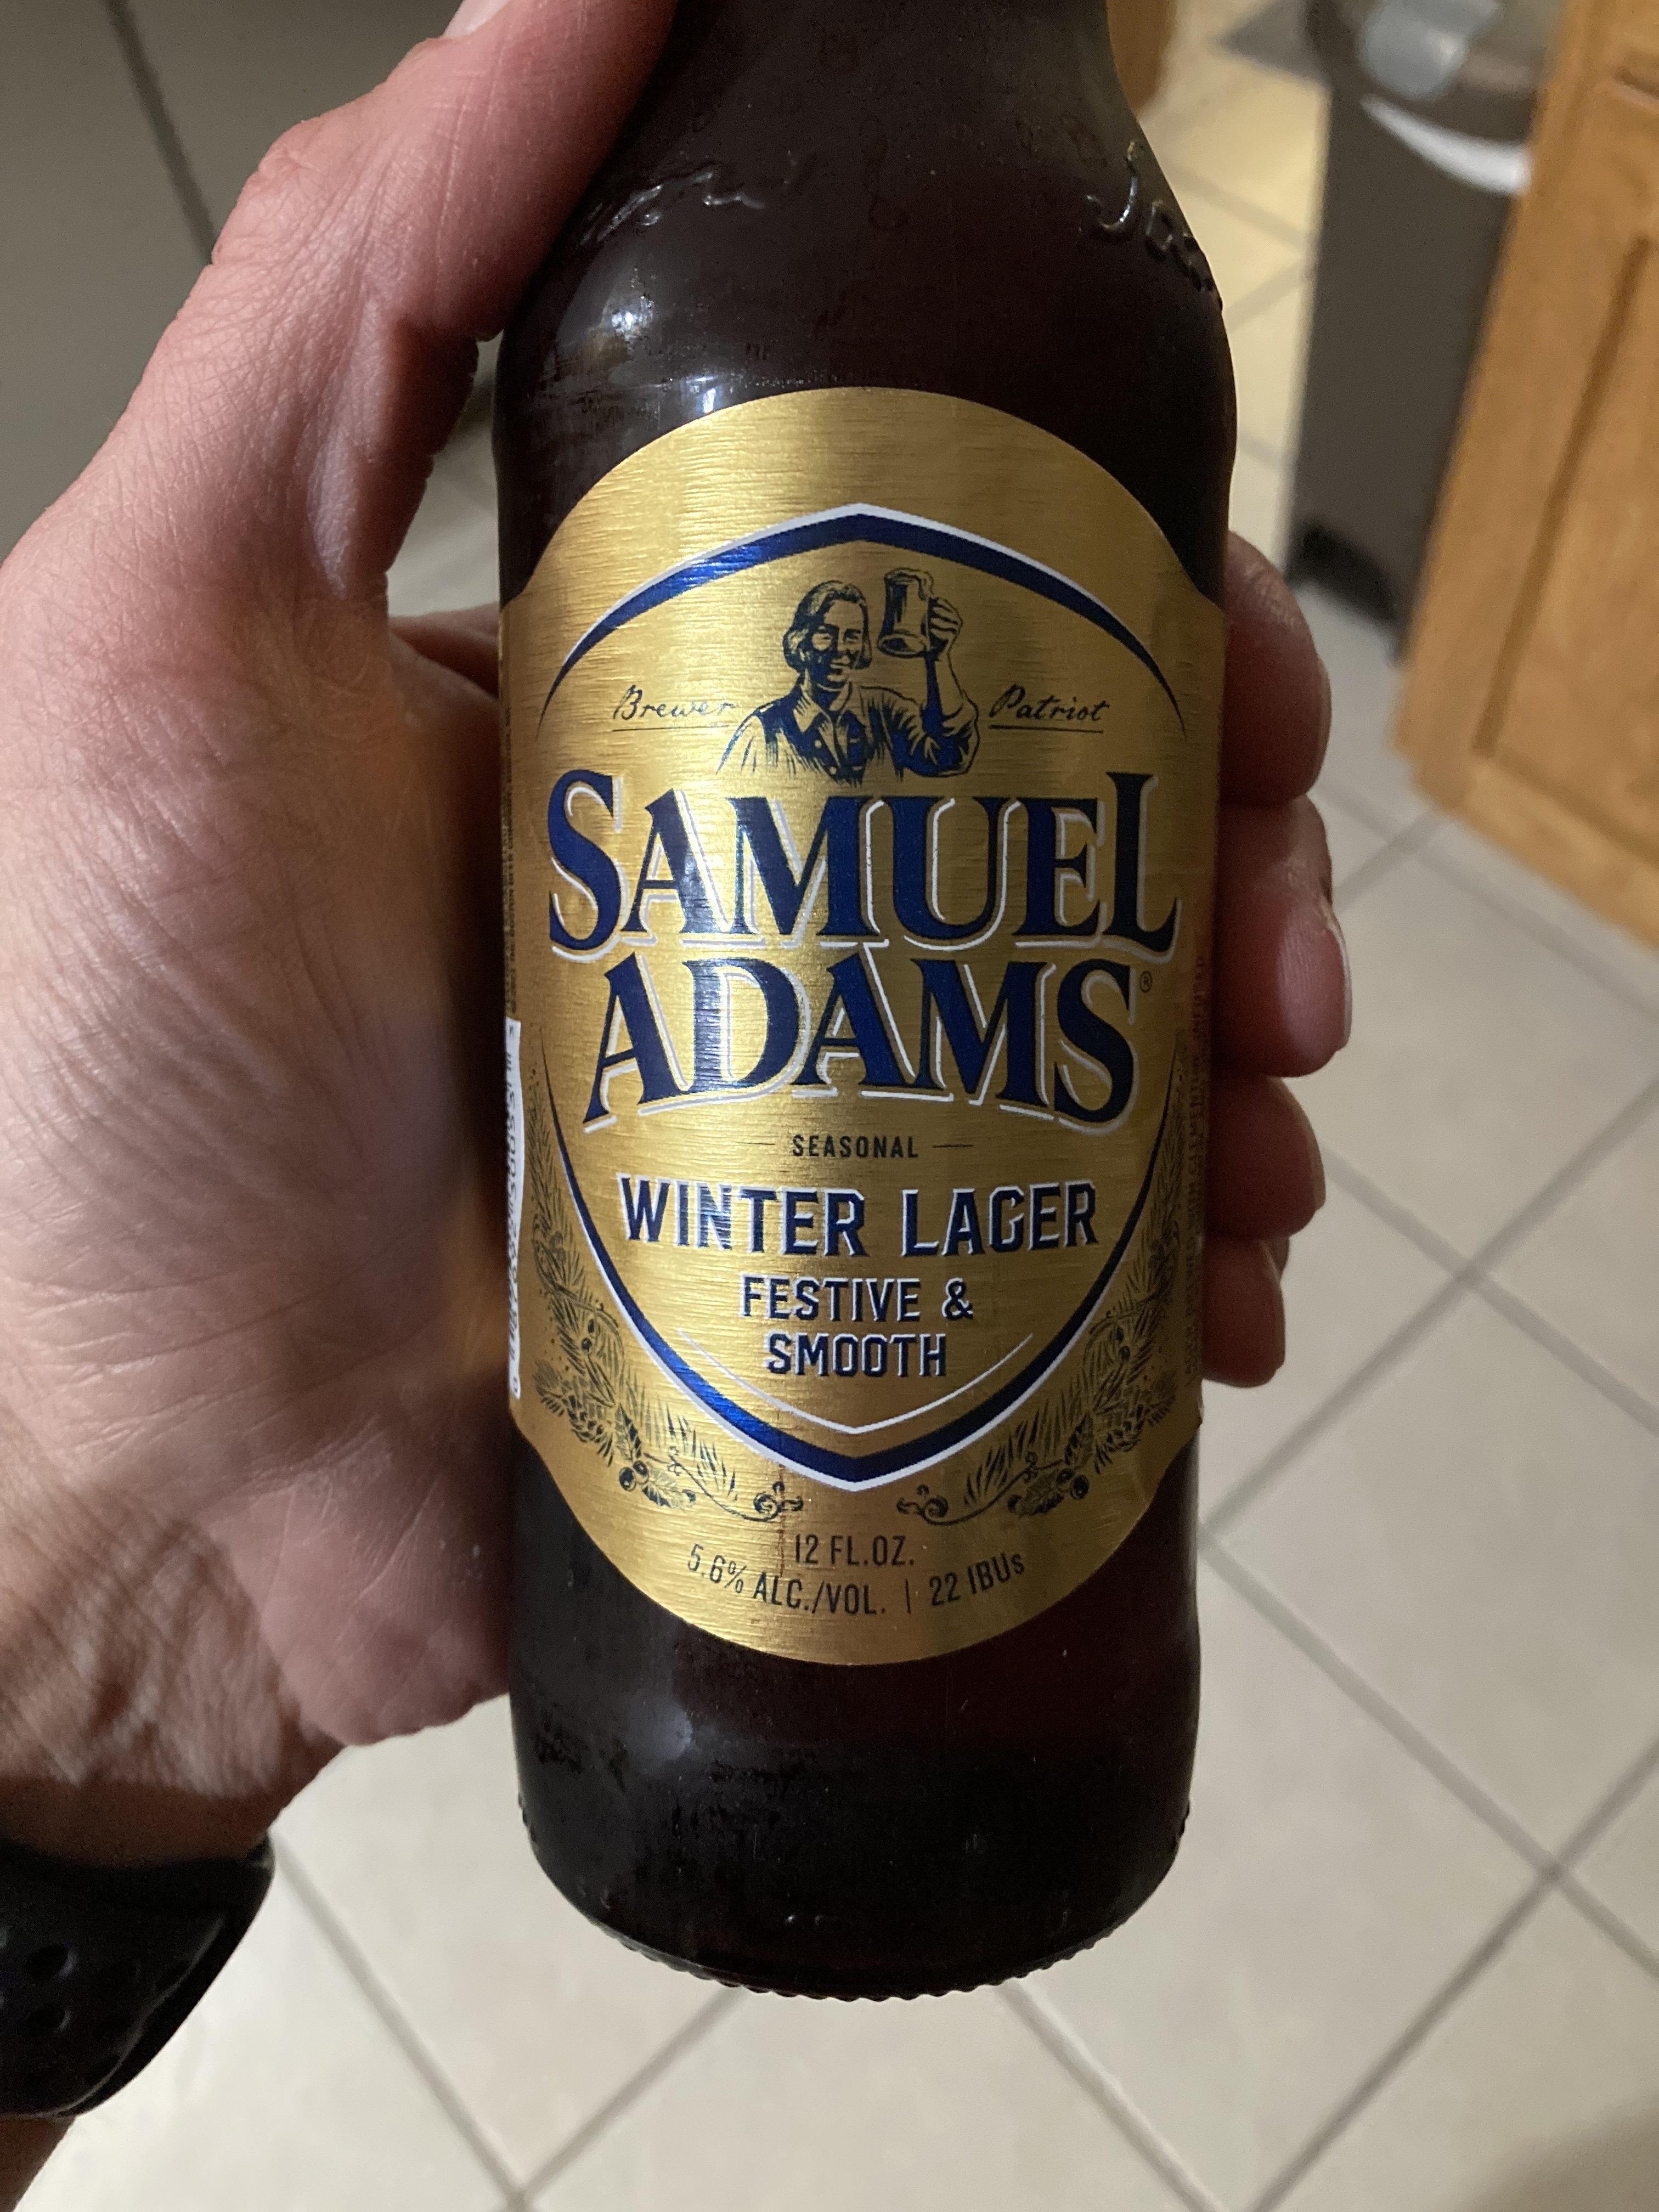 Brewer Patriot
SAMUEL
ADAMS®
SEASONAL
WINTER LAGER
FESTIVE &
SMOOTH
12 FL.OZ.
5.6% ALC./VOL. | 22 IBUs